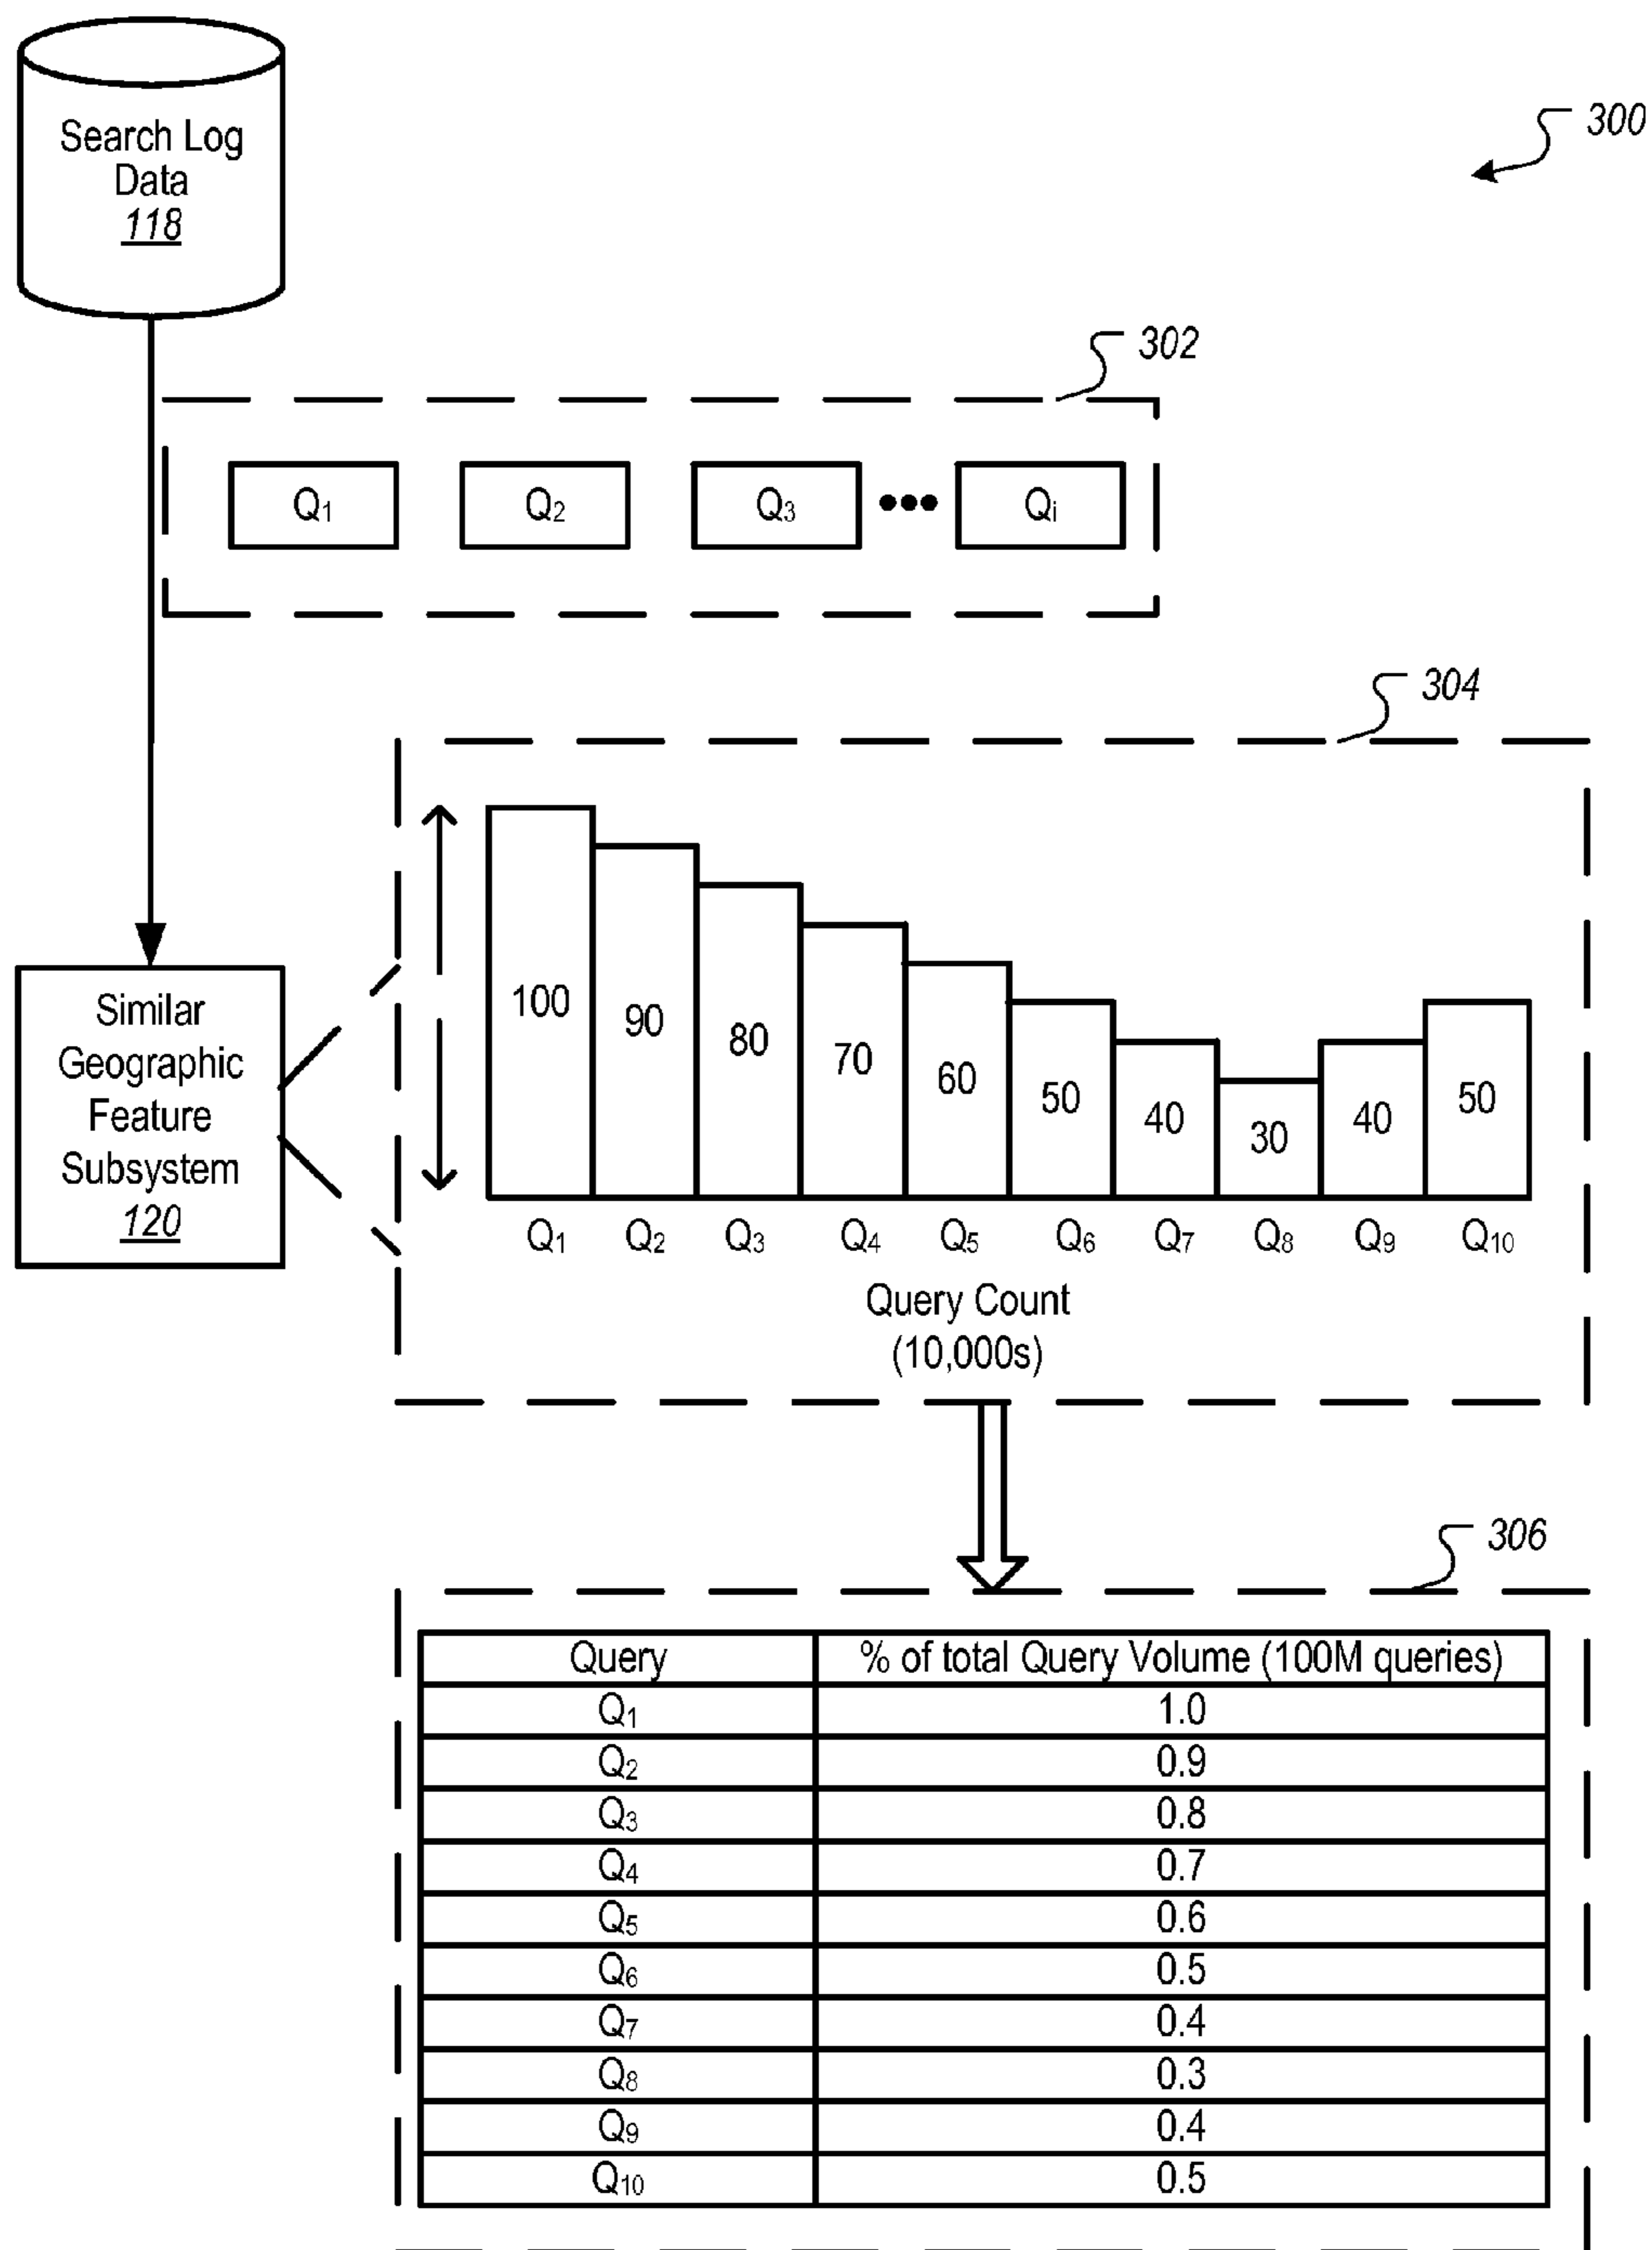 300
Search Log
Data
118
302
Q1 Q2 Q3 ●●● Qi
304
100 90 80 70 60 50 40 30 40 50
Q1 Q2 Q3 Q4 Q5 Q6 Q7 Q8 Q9 Q10
Query Count
(10,000s)
Similar
Geographic
Feature
Subsystem
120
306
Query % of total Query Volume (100M queries)
Q1 1.0
Q2 0.9
Q3 0.8
Q4 0.7
Q5 0.6
Q6 0.5
Q7 0.4
Q8 0.3
Q9 0.4
Q10 0.5